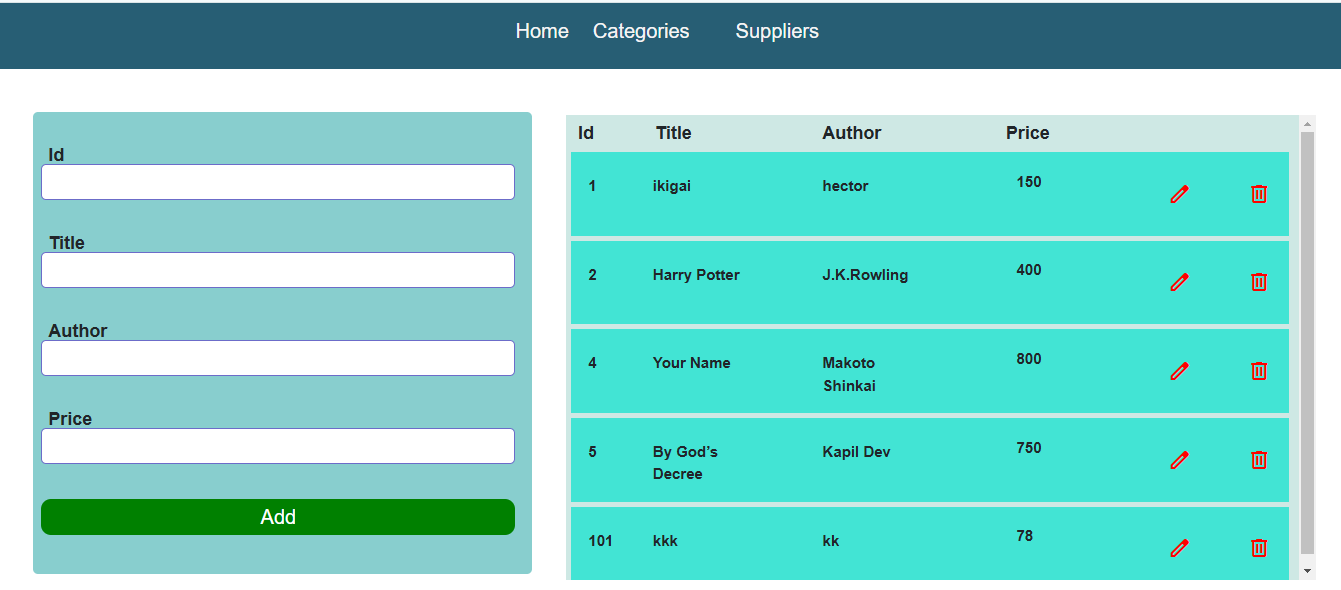 Home Categories Suppliers
Id
Title
Author
Price
Add
Id Title Author Price
1 ikigai hector 150
2 Harry Potter J.K.Rowling 400
4 Your Name Makoto 800
Shinkai
5 By God’s Kapil Dev 750
Decree
101 kkk kk 78